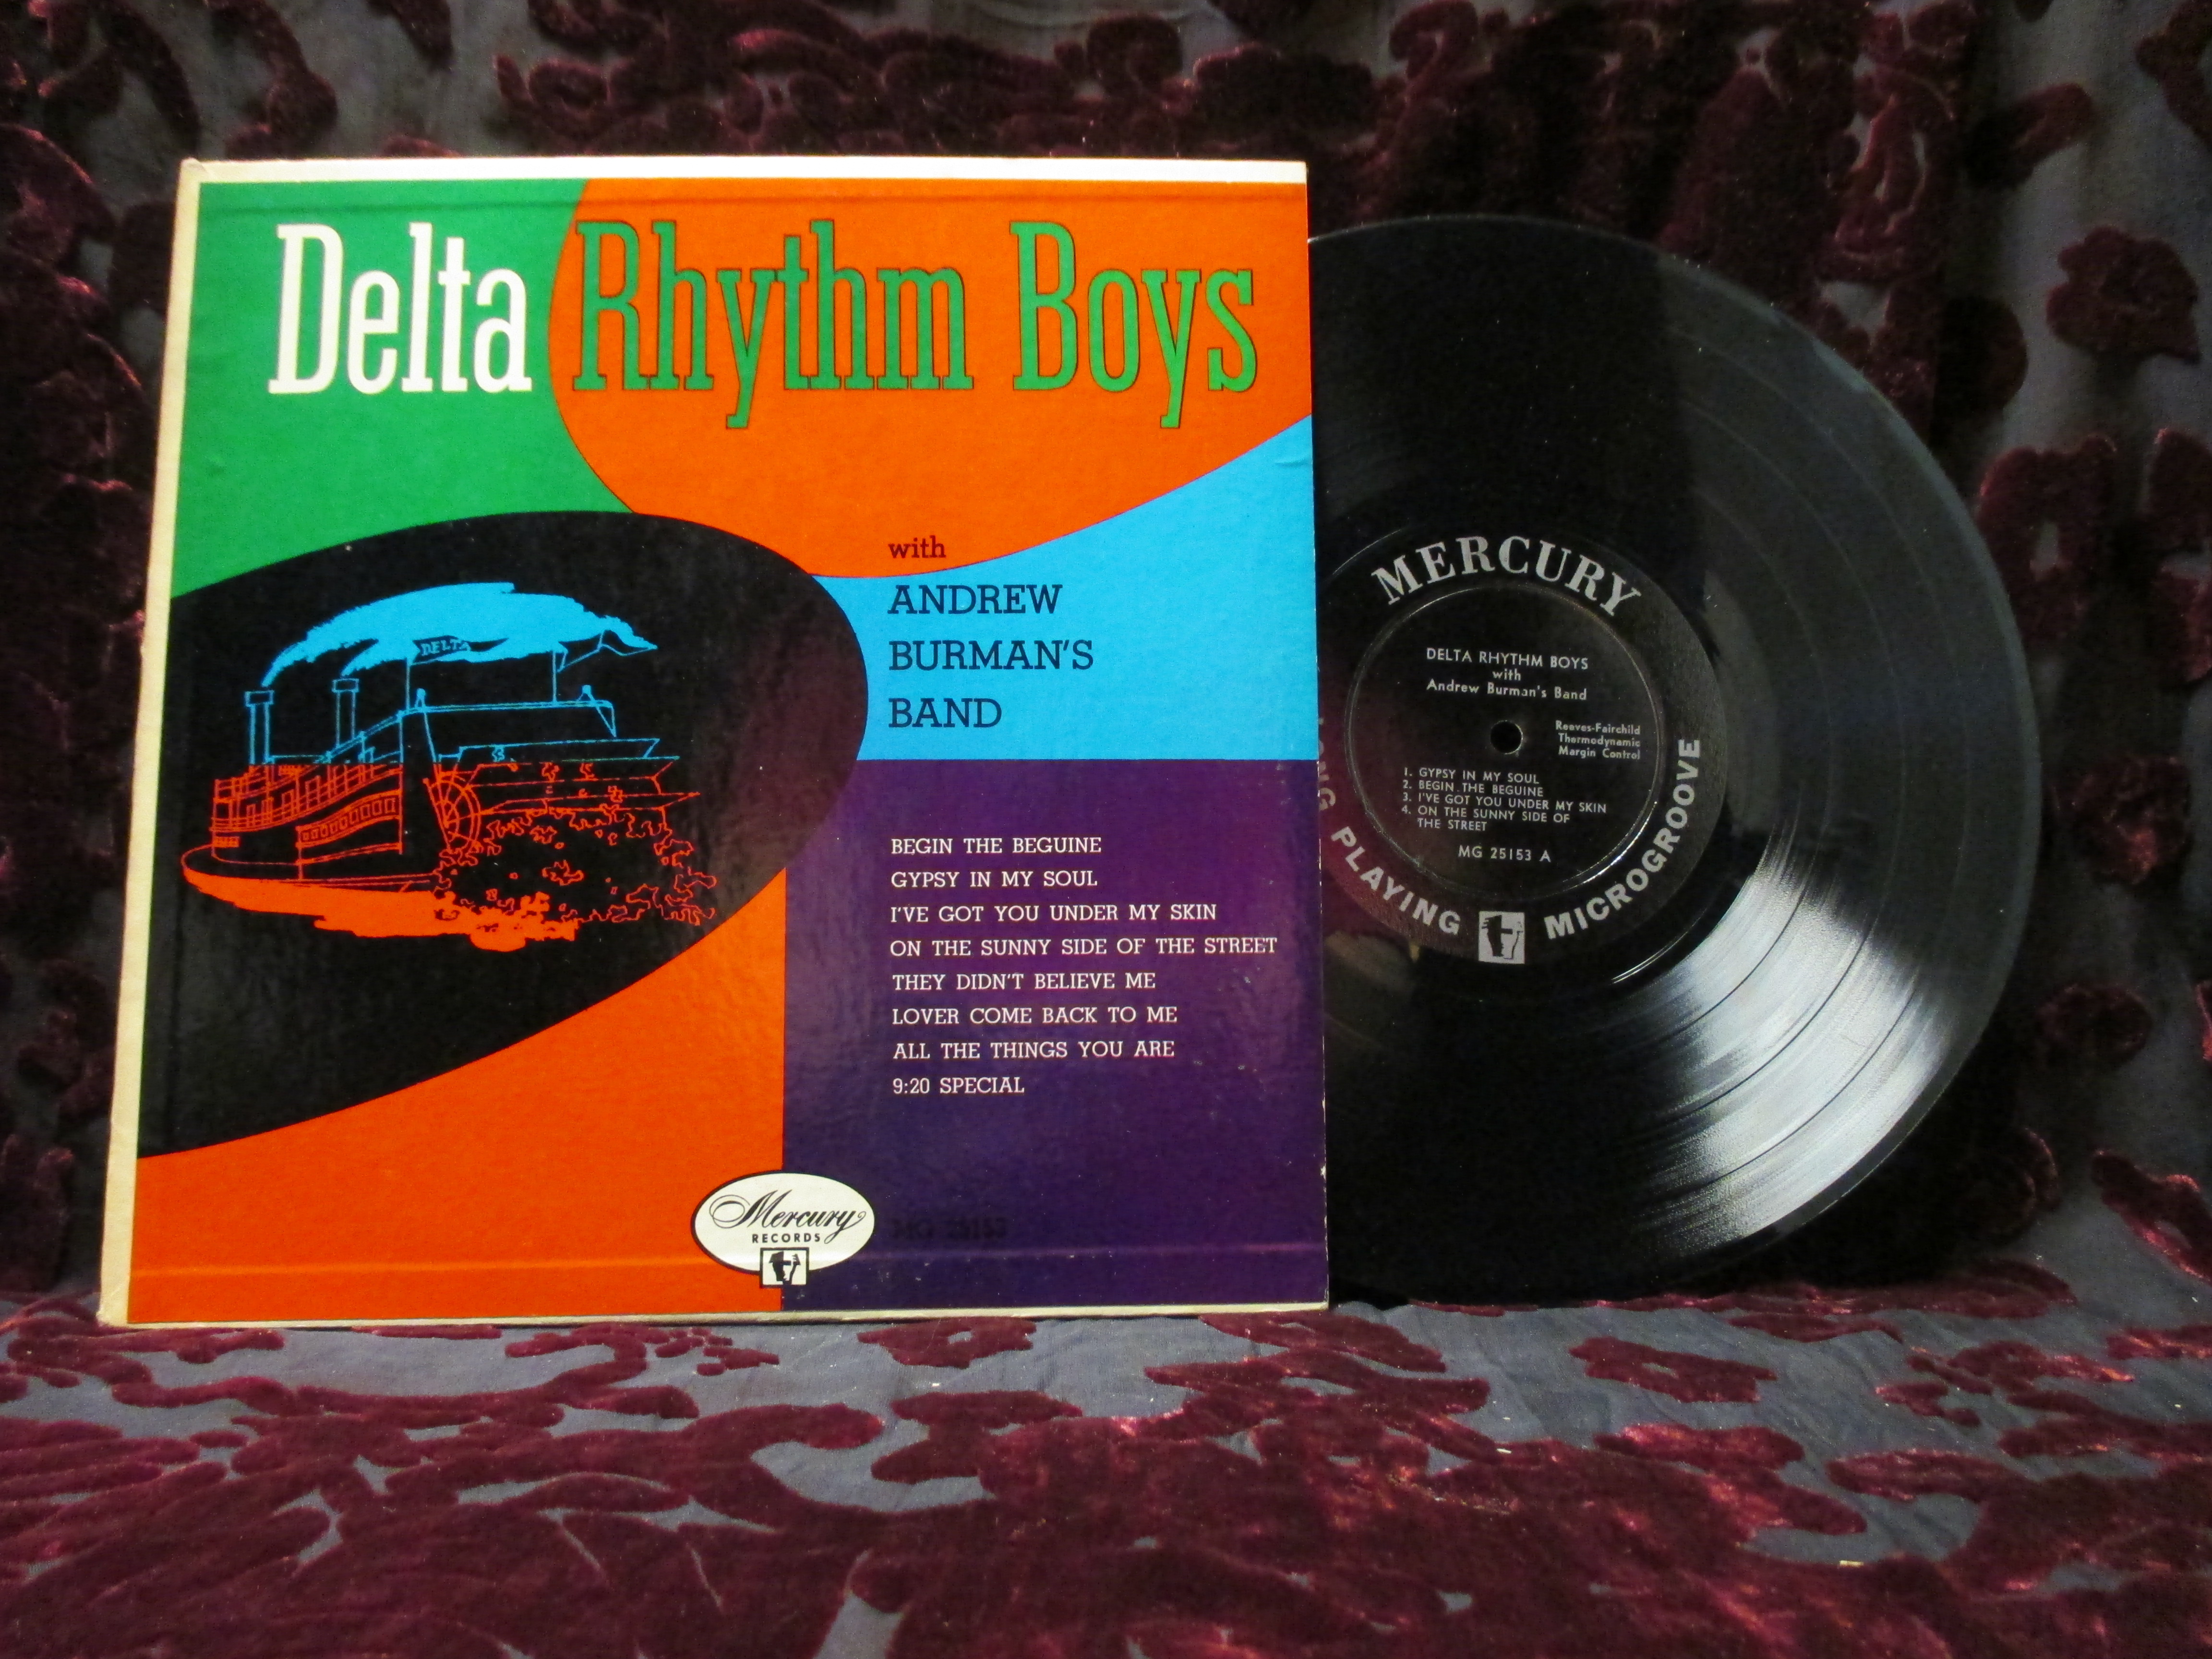 Delta Rhythm Boys
with
ANDREW
BURMAN'S
BAND
DELTA
BEGIN THE BEGUINE
GYPSY IN MY SOUL
I'VE GOT YOU UNDER MY SKIN
ON THE SUNNY SIDE OF THE STREET
THEY DIDN'T BELIEVE ME
LOVER COME BACK TO ME
ALL THE THINGS YOU ARE
9:20 SPECIAL
Mercury
RECORDS
MG 25153
MERCURY
DELTA RHYTHM BOYS
with
Andrew Burman's Band
Reeves-Fairchild
Thermodynamic
Margin Control
1. GYPSY IN MY SOUL
2. BEGIN THE BEGUINE
3. I'VE GOT YOU UNDER MY SKIN
4. ON THE SUNNY SIDE OF
THE STREET
MG 25153 A
PLAYING MICROGROOVE